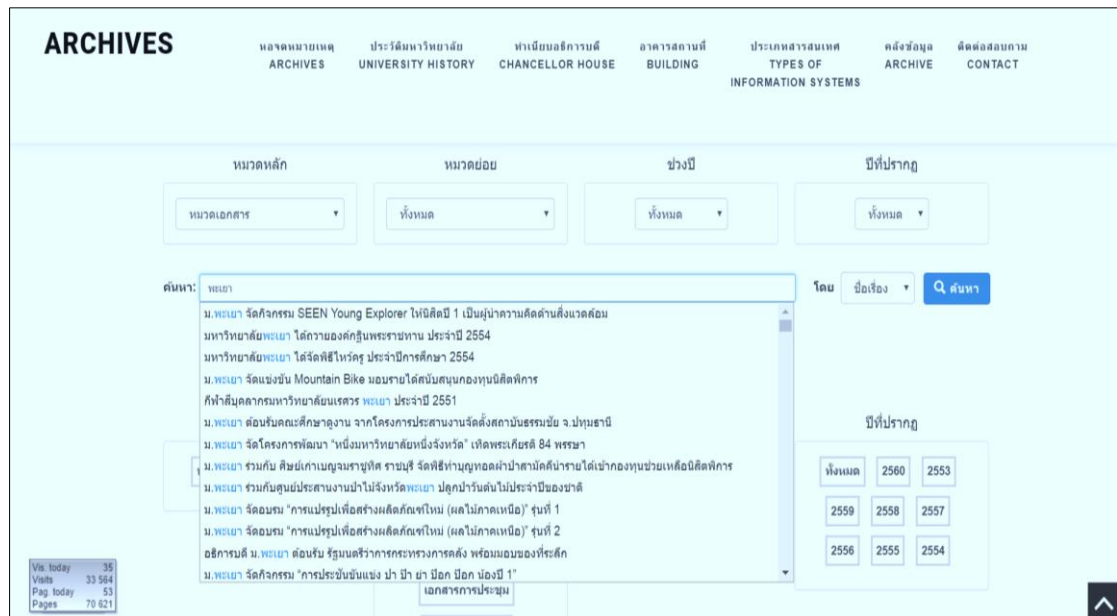 ARCHIVES
หอจดหมายเหตุ
ARCHIVES
ประวัติมหาวิทยาลัย
UNIVERSITY HISTORY
ทำเนียบอธิการบดี
CHANCELLOR HOUSE
อาคารสถานที่
BUILDING
ประเภทสารสนเทศ
TYPES OF
INFORMATION SYSTEMS
คลังข้อมูล
ARCHIVE
ติดต่อสอบถาม
CONTACT
หมวดหลัก
หมวดย่อย
ช่วงปี
ปีที่ปรากฏ
หมวดเอกสาร
ทั้งหมด
ทั้งหมด
ทั้งหมด
ค้นหา: พะเยา
โดย ชื่อเรื่อง ค้นหา
ม.พะเยา จัดกิจกรรม SEEN Young Explorer ให้นิสิตปี 1 เป็นผู้นำความคิดด้านสิ่งแวดล้อม
มหาวิทยาลัยพะเยา ได้ถวายองค์กฐินพระราชทาน ประจำปี 2554
มหาวิทยาลัยพะเยา ได้จัดพิธีไหว้ครู ประจำปีการศึกษา 2554
ม.พะเยา จัดแข่งขัน Mountain Bike มอบรายได้สนับสนุนกองทุนนิสิตพิการ
กีฬาสีบุคลากรมหาวิทยาลัยนเรศวร พะเยา ประจำปี 2551
ม.พะเยา ต้อนรับคณะศึกษาดูงาน จากโครงการประสานงานจัดตั้งสถาบันธรรมชัย จ.ปทุมธานี
ม.พะเยา จัดโครงการพัฒนา "หนึ่งมหาวิทยาลัยหนึ่งจังหวัด" เทิดพระเกียรติ 84 พรรษา
ม.พะเยา ร่วมกับ ศิษย์เก่าเบญจมราชูทิศ ราชบุรี จัดพิธีทำบุญทอดผ้าป่าสามัคคีนำรายได้เข้ากองทุนช่วยเหลือนิสิตพิการ
ม.พะเยา ร่วมกับศูนย์ประสานงานป่าไม้จังหวัดพะเยา ปลูกป่าวันต้นไม้ประจำปีของชาติ
ม.พะเยา จัดอบรม "การแปรรูปเพื่อสร้างผลิตภัณฑ์ใหม่ (ผลไม้ภาคเหนือ)" รุ่นที่ 1
ม.พะเยา จัดอบรม "การแปรรูปเพื่อสร้างผลิตภัณฑ์ใหม่ (ผลไม้ภาคเหนือ)" รุ่นที่ 2
อธิการบดี ม.พะเยา ต้อนรับ รัฐมนตรีว่าการกระทรวงการคลัง พร้อมมอบของที่ระลึก
ม.พะเยา จัดกิจกรรม "การประชันขันแข่ง ปา ป๊า ย่า ป๊อก ป๊อก น้องปี 1"
เอกสารการประชุม
ปีที่ปรากฏ
ทั้งหมด 2560 2553
2559 2558 2557
2556 2555 2554
Vis. today 35
Visits 33 564
Pag. today 53
Pages 70 621